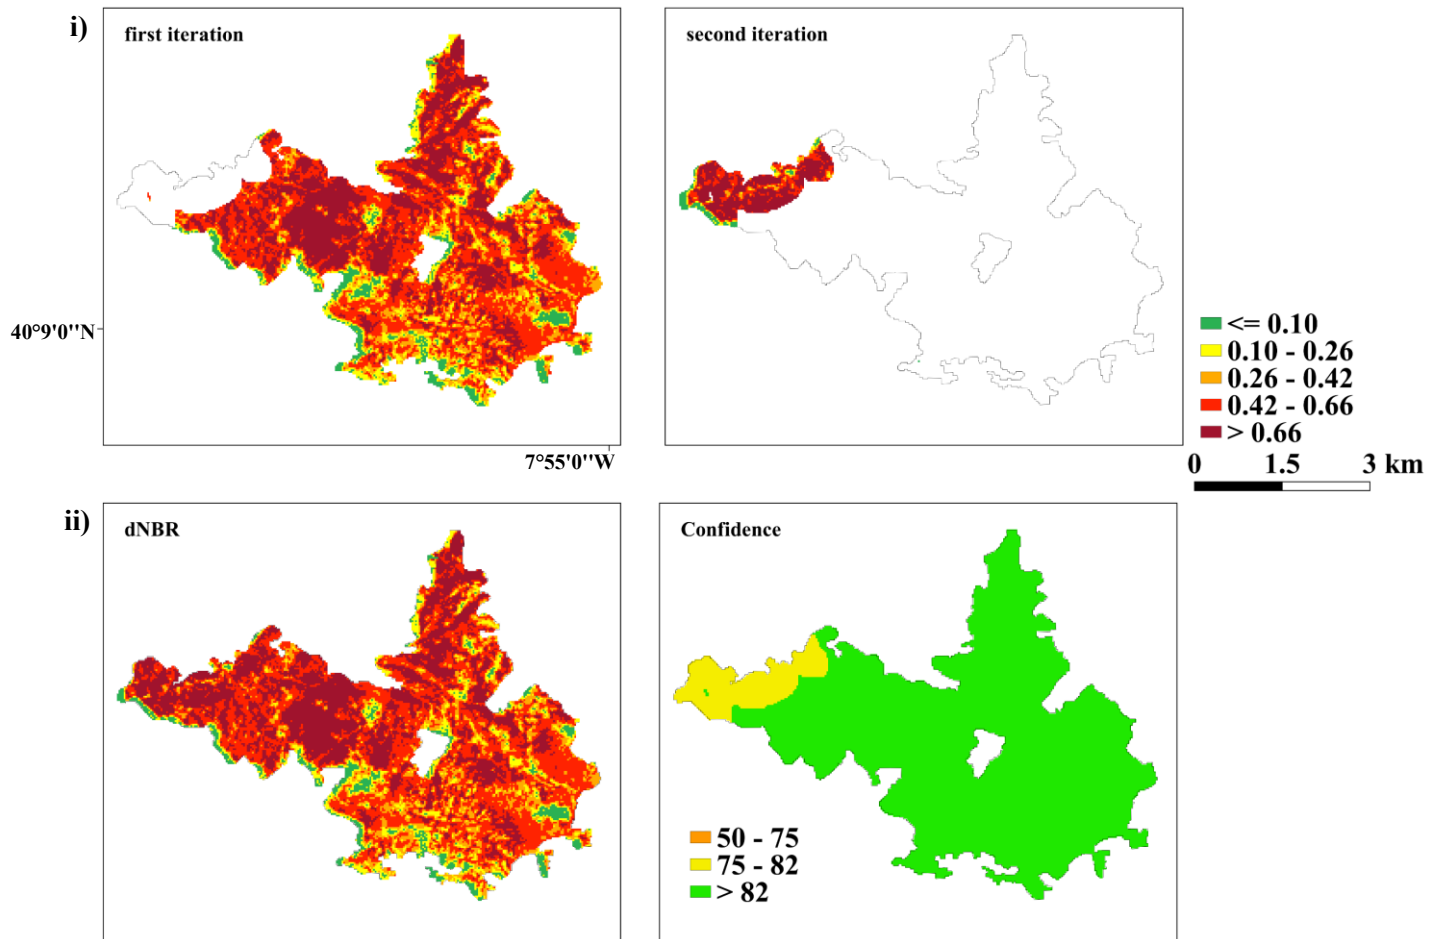 i)
first iteration
second iteration
40°9'0''N
7°55'0''W
<= 0.10
0.10 - 0.26
0.26 - 0.42
0.42 - 0.66
> 0.66
0 1.5 3 km
ii)
dNBR
Confidence
50 - 75
75 - 82
> 82